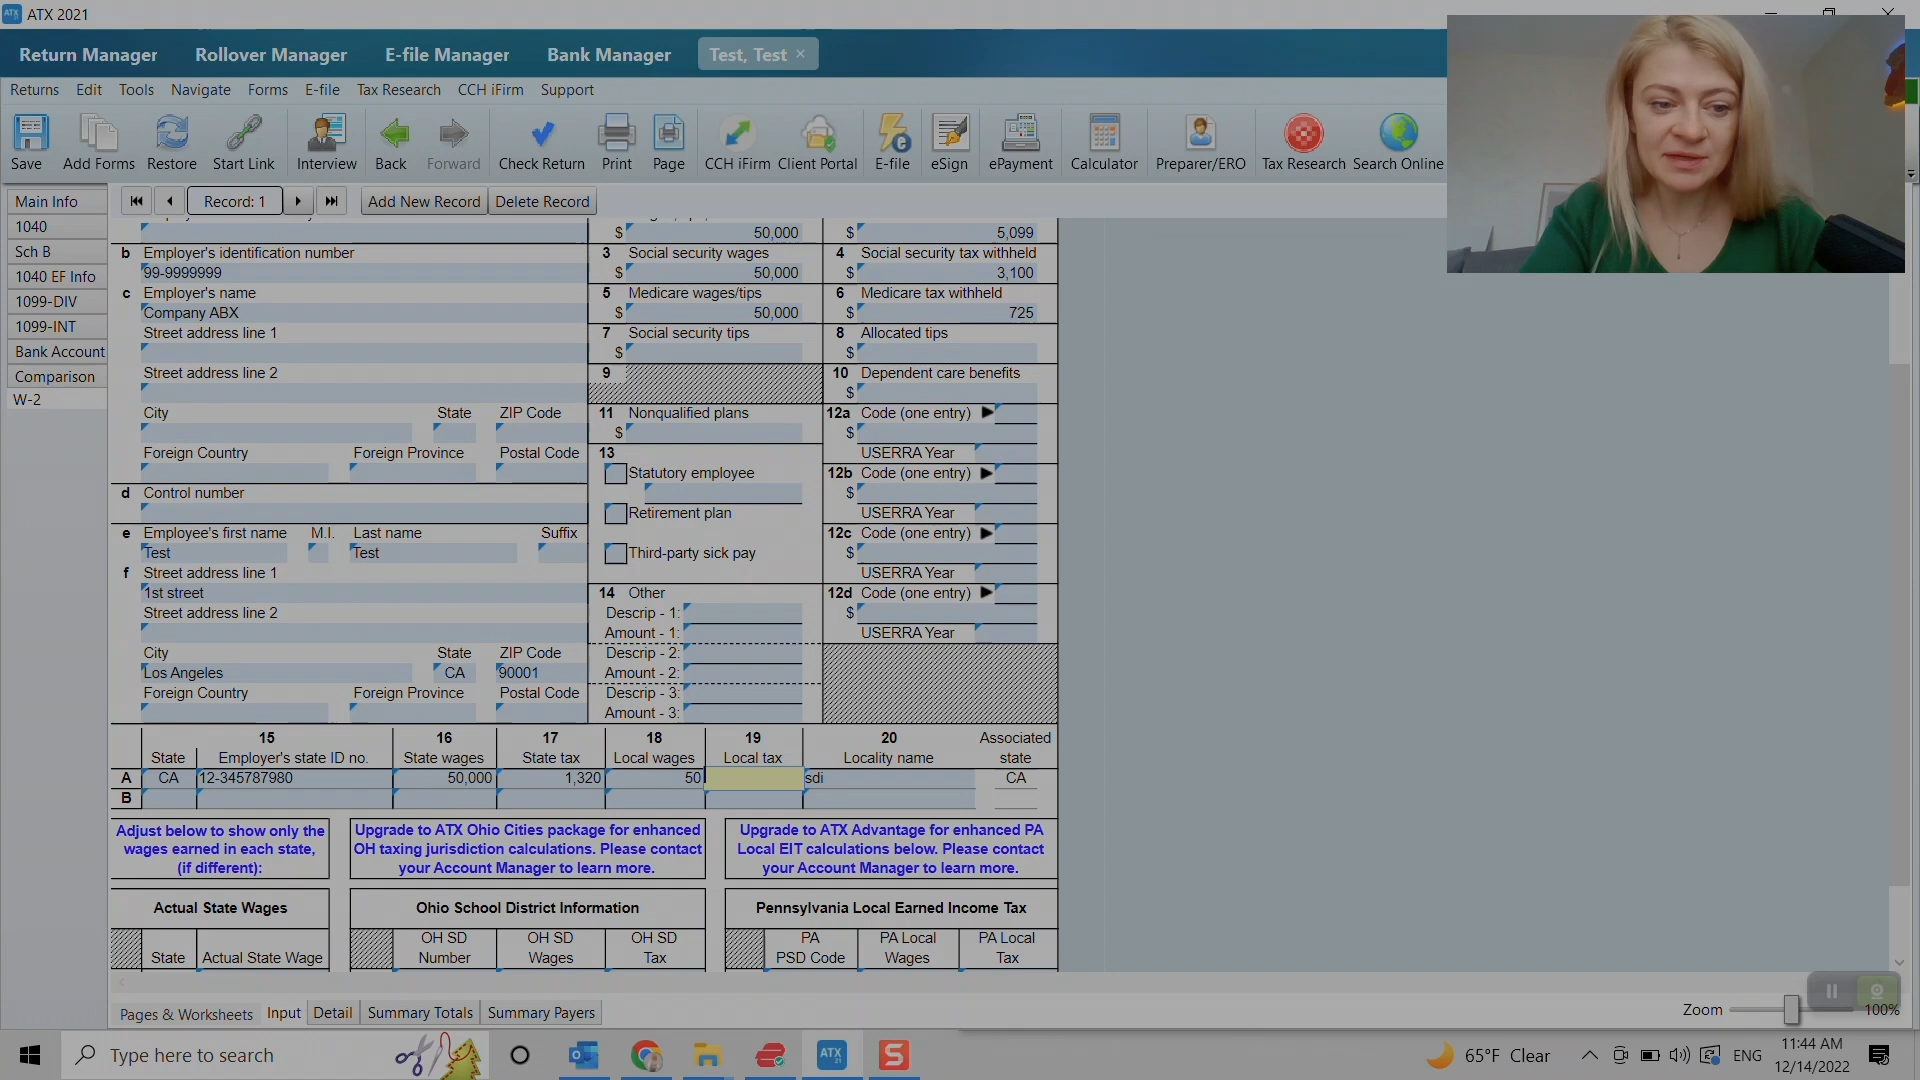 ATX 2021
Return Manager Rollover Manager E-file Manager Bank Manager Test, Test ×
Returns Edit Tools Navigate Forms E-file Tax Research CCH iFirm Support
Save Add Forms Restore Start Link Interview Back Forward Check Return Print Page CCH iFirm Client Portal E-file eSign ePayment Calculator Preparer/ERO Tax Research Search Online
Record: 1 Add New Record Delete Record
Main Info
1040
Sch B
1040 EF Info
1099-DIV
1099-INT
Bank Account
Comparison
W-2
$ 50,000 $ 5,099
b Employer's identification number 3 Social security wages 4 Social security tax withheld
99-9999999 $ 50,000 $ 3,100
c Employer's name 5 Medicare wages/tips 6 Medicare tax withheld
Company ABX $ 50,000 $ 725
Street address line 1 7 Social security tips 8 Allocated tips
$ $
Street address line 2 9 10 Dependent care benefits
$
City State ZIP Code 11 Nonqualified plans 12a Code (one entry)
$ $
Foreign Country Foreign Province Postal Code 13 USERRA Year
Statutory employee 12b Code (one entry)
d Control number $
Retirement plan USERRA Year
e Employee's first name M.I. Last name Suffix 12c Code (one entry)
Test Test Third-party sick pay $
f Street address line 1 USERRA Year
1st street 14 Other 12d Code (one entry)
Street address line 2 Descrip - 1: $
Amount - 1: USERRA Year
City State ZIP Code Descrip - 2:
Los Angeles CA 90001 Amount - 2:
Foreign Country Foreign Province Postal Code Descrip - 3:
Amount - 3:
15 16 17 18 19 20 Associated
State Employer's state ID no. State wages State tax Local wages Local tax Locality name state
A CA 12-345787980 50,000 1,320 50 sdi CA
B
Adjust below to show only the
wages earned in each state,
(if different):
Upgrade to ATX Ohio Cities package for enhanced
OH taxing jurisdiction calculations. Please contact
your Account Manager to learn more.
Upgrade to ATX Advantage for enhanced PA
Local EIT calculations below. Please contact
your Account Manager to learn more.
Actual State Wages Ohio School District Information Pennsylvania Local Earned Income Tax
OH SD OH SD OH SD PA PA Local PA Local
State Actual State Wage Number Wages Tax PSD Code Wages Tax
Pages & Worksheets Input Detail Summary Totals Summary Payers
Zoom 100%
Type here to search
ATX
21
S
65°F Clear
ENG
11:44 AM
12/14/2022